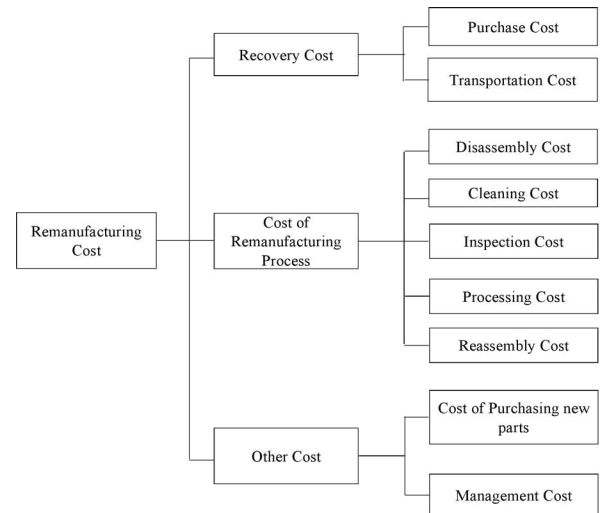 Purchase Cost
Recovery Cost
Transportation Cost
Disassembly Cost
Cleaning Cost
Remanufacturing
Cost
Cost of
Remanufacturing
Process
Inspection Cost
Processing Cost
Reassembly Cost
Cost of Purchasing new
parts
Other Cost
Management Cost